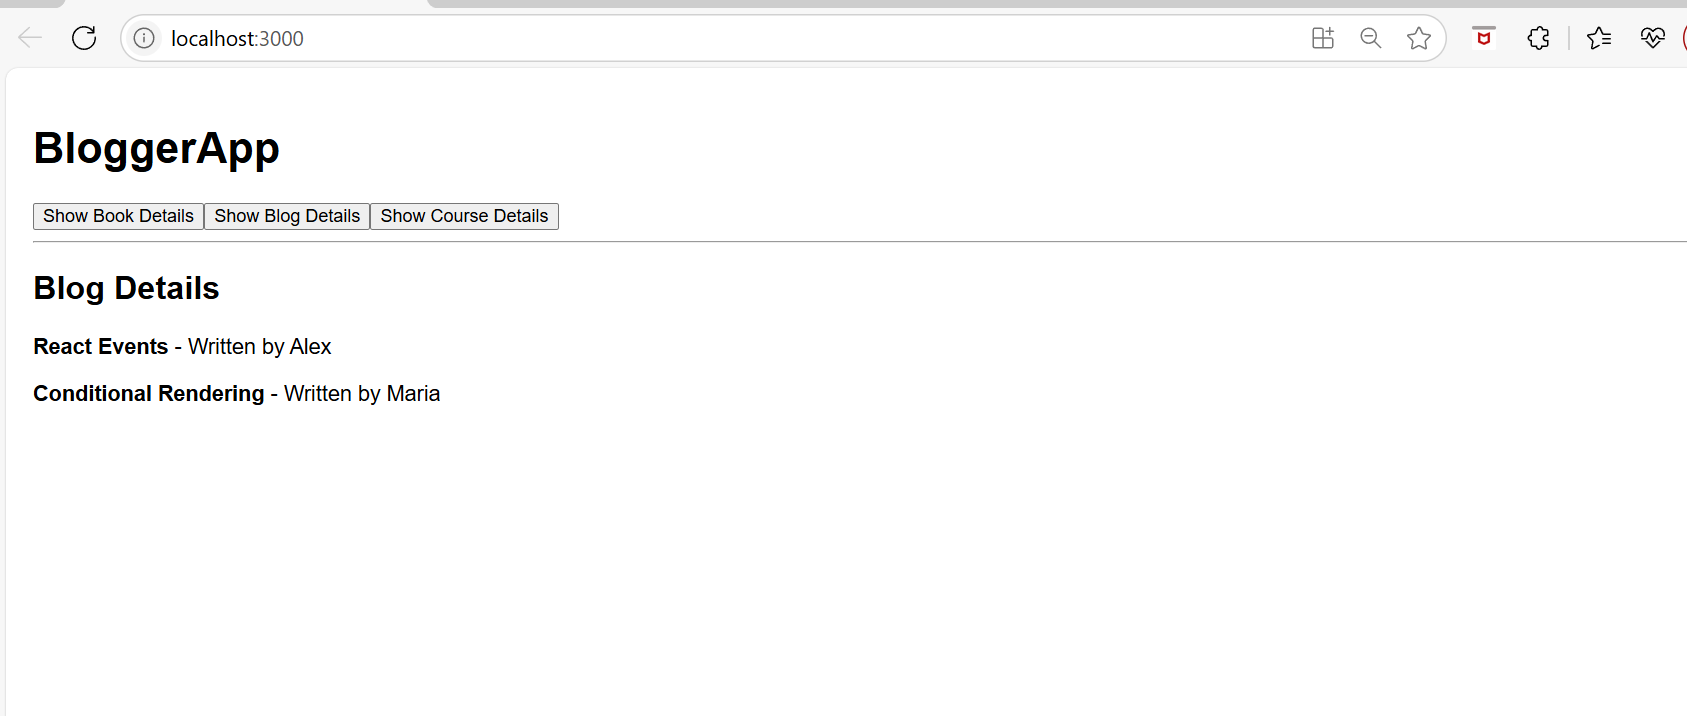 localhost:3000
BloggerApp
Show Book Details Show Blog Details Show Course Details
Blog Details
React Events - Written by Alex
Conditional Rendering - Written by Maria